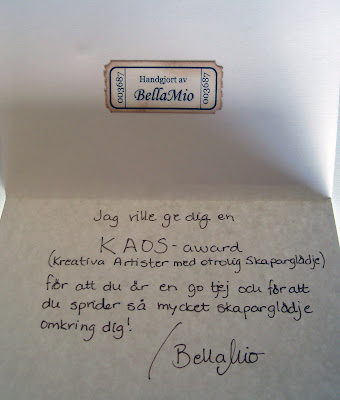 003687
Handgjort av
BellaMio
003687
Jag ville ge dig en
KAOS-award
(Kreativa Artister med otrolig Skaparglädje)
för att du är en go tjej och för att
du sprider så mycket skaparglädje
omkring dig!
/BellaMio